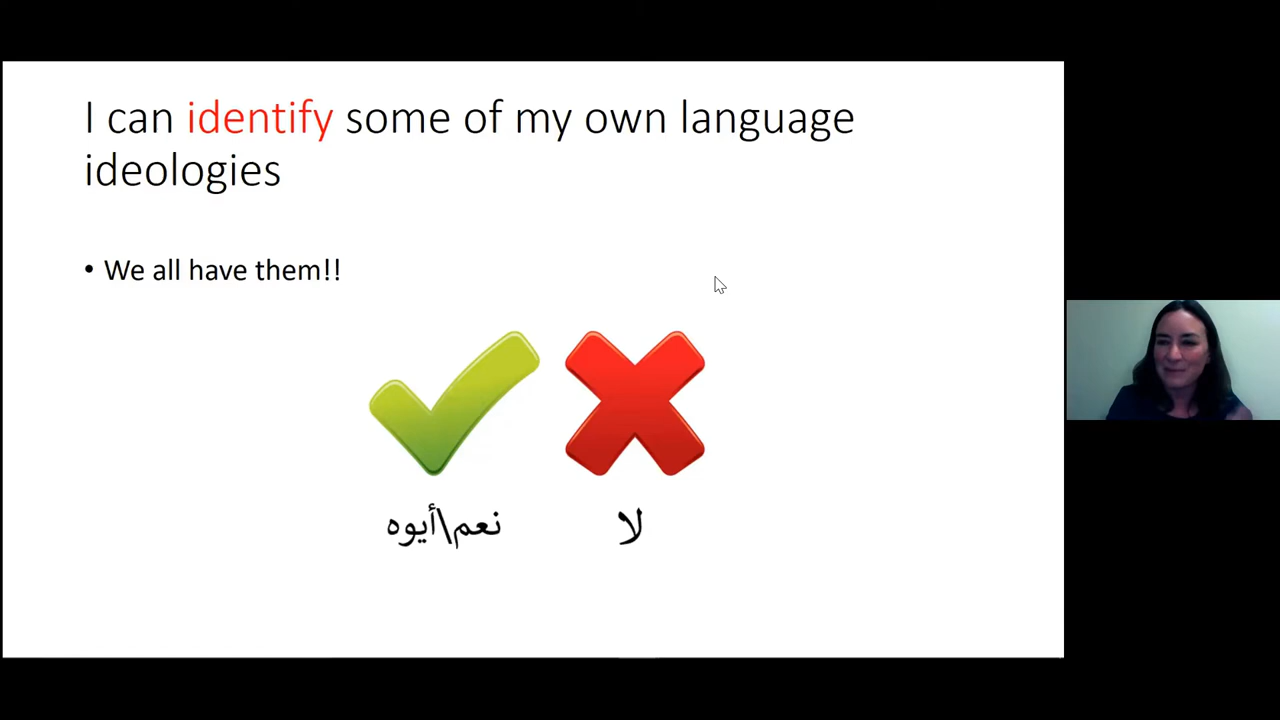 I can identify some of my own language
ideologies
• We all have them!!
نعم\أيوه
لا